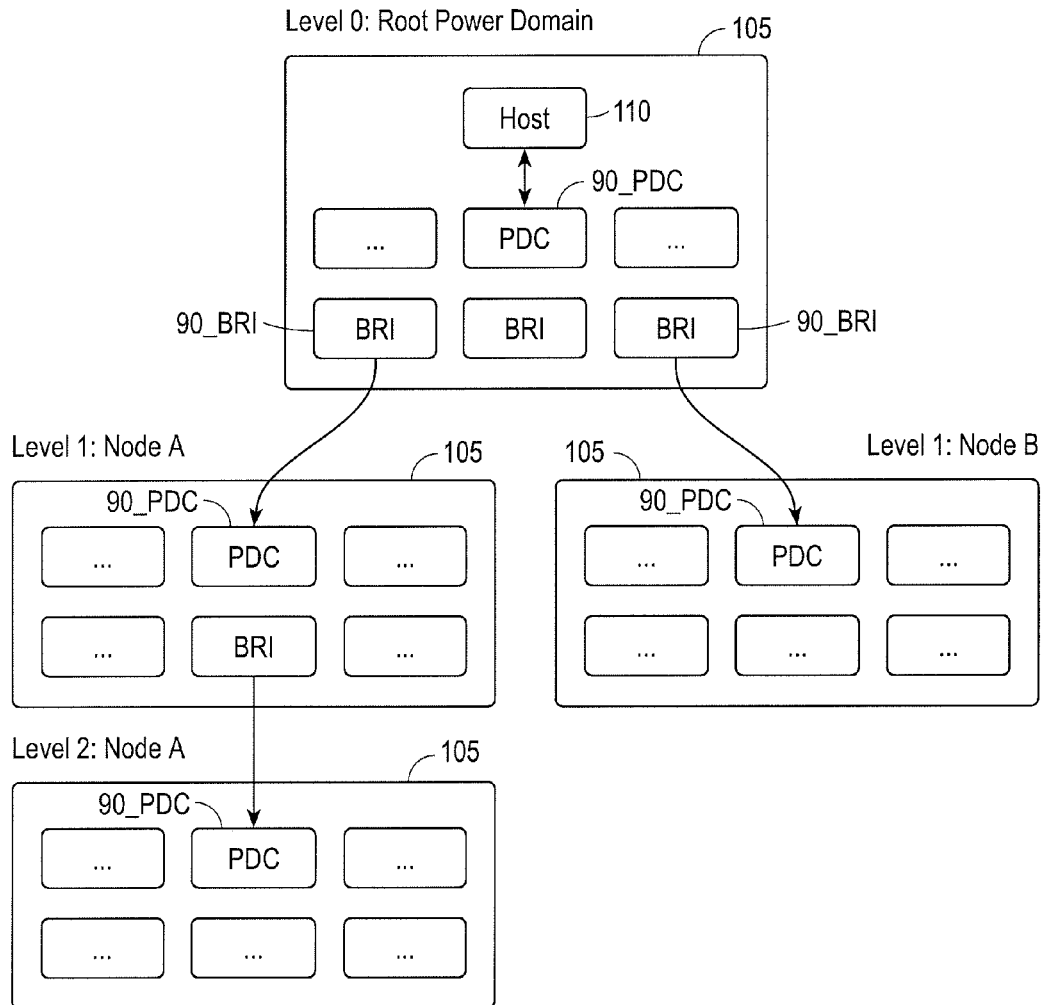 Level 0: Root Power Domain
105
Host
110
90_PDC
...
PDC
...
90_BRI
BRI
BRI
BRI
90_BRI
Level 1: Node A
105
90_PDC
...
PDC
...
...
BRI
...
Level 1: Node B
105
90_PDC
...
PDC
...
...
...
...
Level 2: Node A
105
90_PDC
...
PDC
...
...
...
...